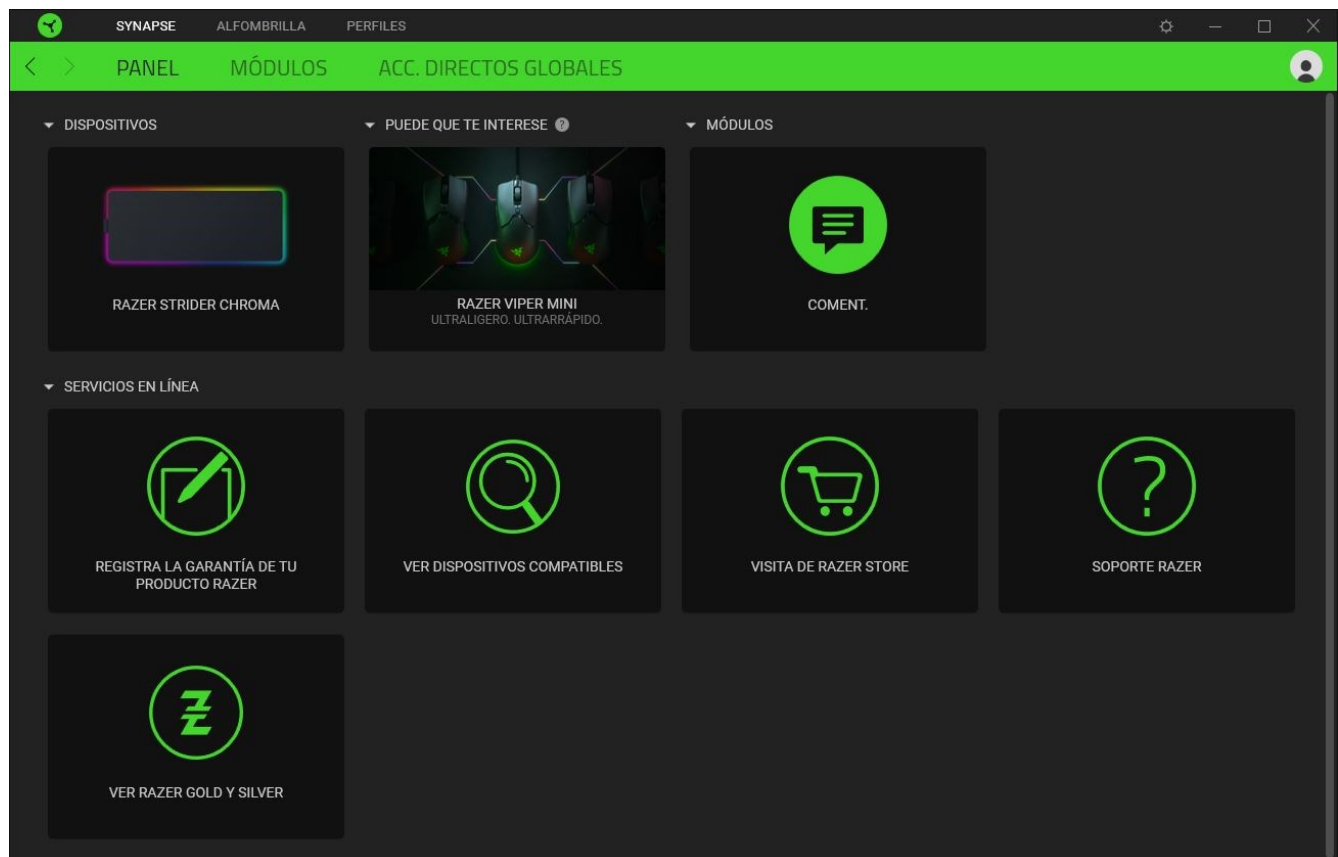 SYNAPSE ALFOMBRILLA PERFILES
PANEL MÓDULOS ACC. DIRECTOS GLOBALES
DISPOSITIVOS
RAZER STRIDER CHROMA
PUEDE QUE TE INTERESE ?
RAZER VIPER MINI
ULTRALIGERO. ULTRARRÁPIDO.
MÓDULOS
COMENT.
SERVICIOS EN LÍNEA
REGISTRA LA GARANTÍA DE TU
PRODUCTO RAZER
VER DISPOSITIVOS COMPATIBLES
VISITA DE RAZER STORE
?
SOPORTE RAZER
VER RAZER GOLD Y SILVER